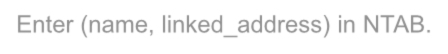 Enter (name, linked_address) in NTAB.